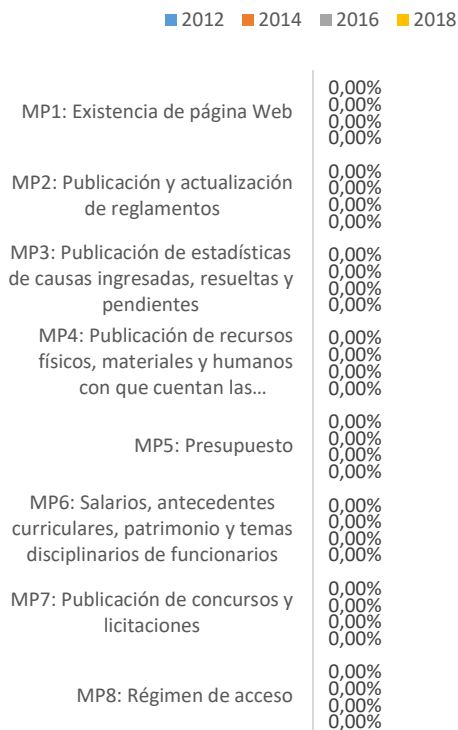 2012 2014 2016 2018
MP1: Existencia de página Web
0,00%
0,00%
0,00%
0,00%
MP2: Publicación y actualización
de reglamentos
0,00%
0,00%
0,00%
0,00%
MP3: Publicación de estadísticas
de causas ingresadas, resueltas y
pendientes
0,00%
0,00%
0,00%
0,00%
MP4: Publicación de recursos
físicos, materiales y humanos
con que cuentan las…
0,00%
0,00%
0,00%
0,00%
MP5: Presupuesto
0,00%
0,00%
0,00%
0,00%
MP6: Salarios, antecedentes
curriculares, patrimonio y temas
disciplinarios de funcionarios
0,00%
0,00%
0,00%
0,00%
MP7: Publicación de concursos y
licitaciones
0,00%
0,00%
0,00%
0,00%
MP8: Régimen de acceso
0,00%
0,00%
0,00%
0,00%